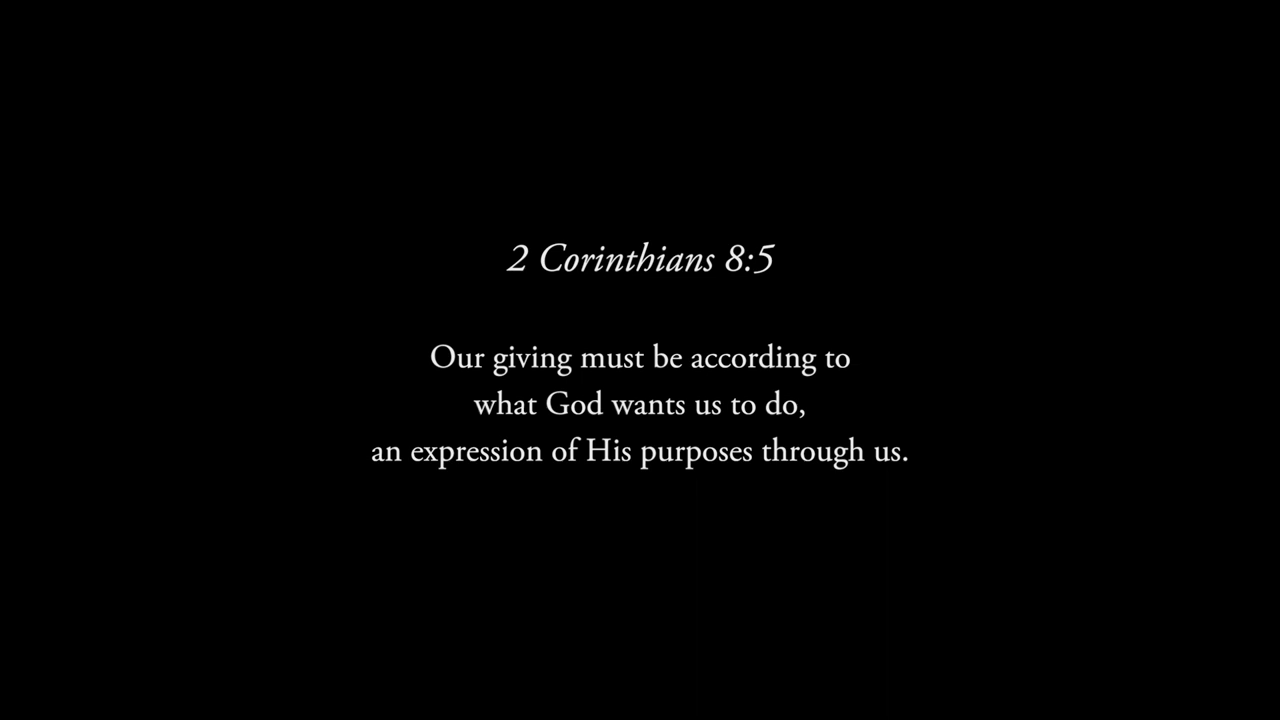 2 Corinthians 8:5
Our giving must be according to
what God wants us to do,
an expression of His purposes through us.